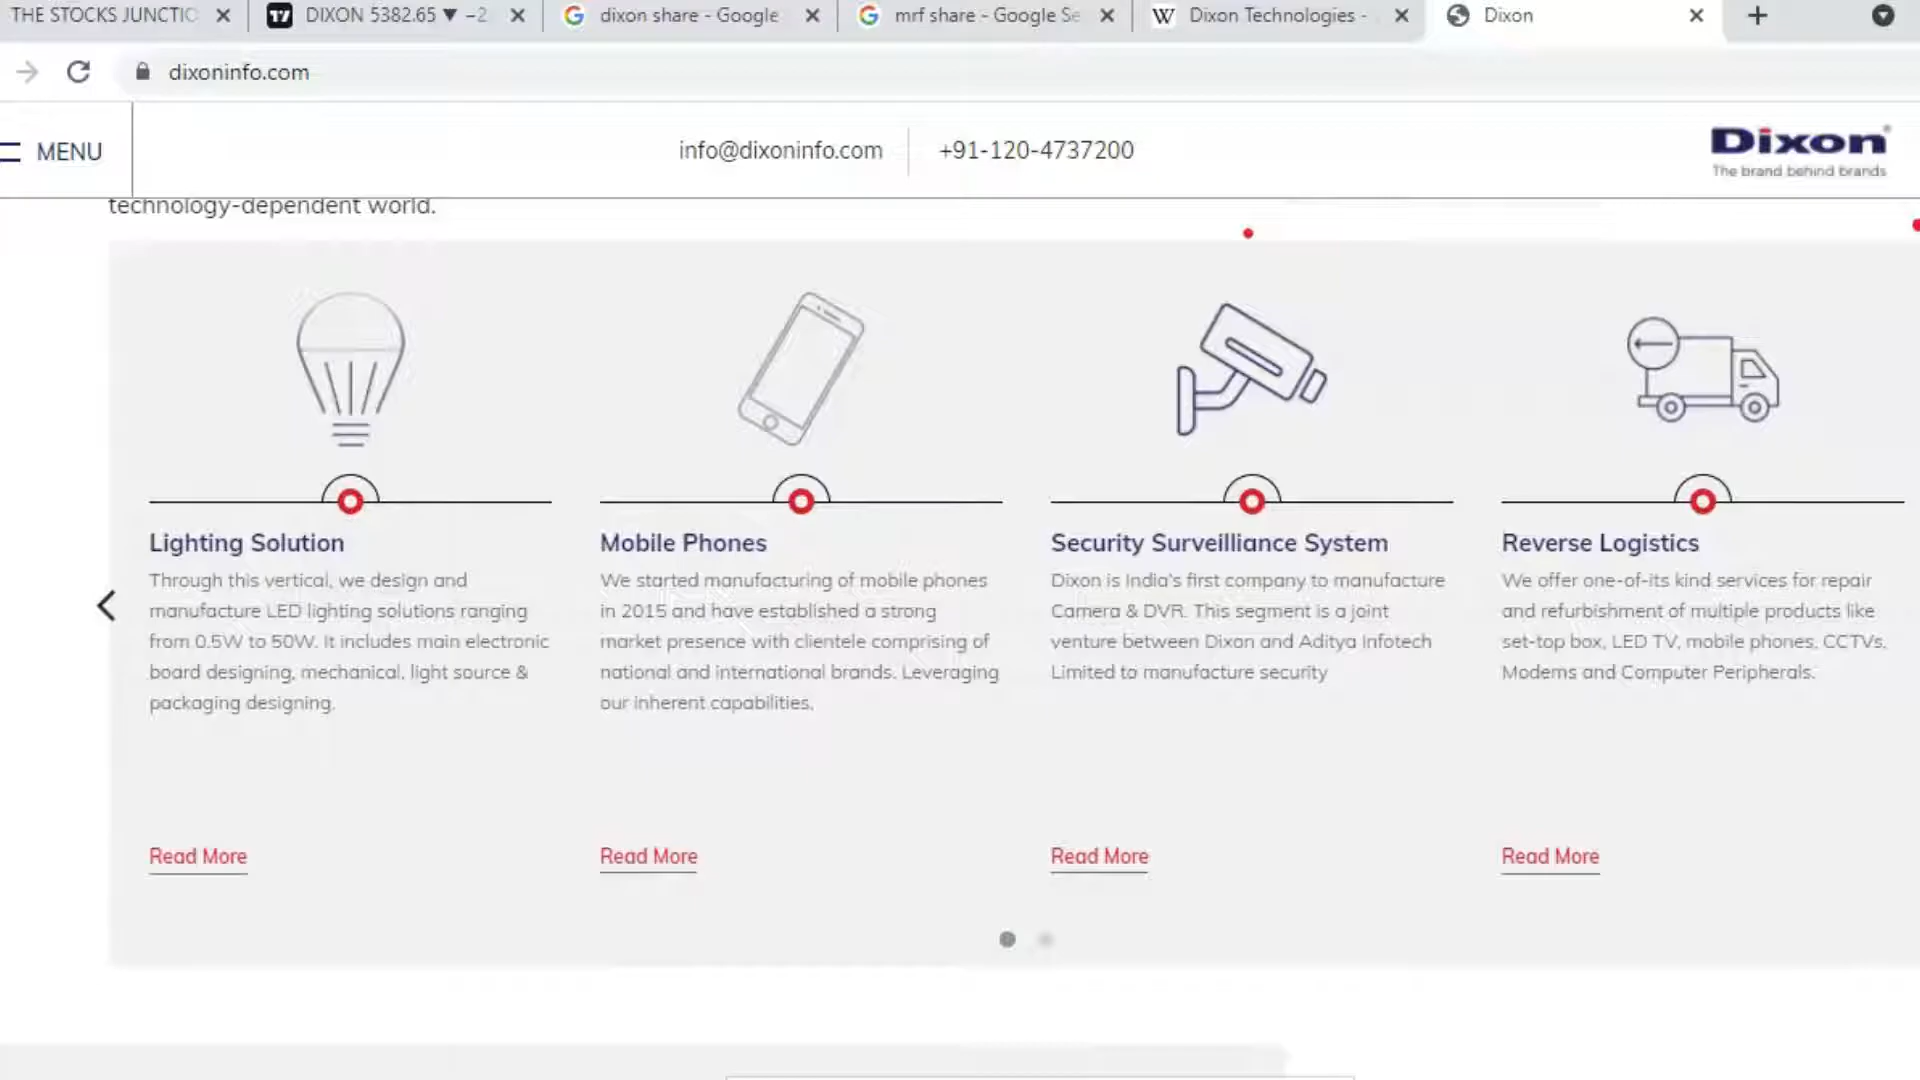 THE STOCKS JUNCTIO
DIXON 5382.65 ▼ −2
dixon share - Google
mrf share - Google Se
Dixon Technologies -
Dixon
dixoninfo.com
MENU
info@dixoninfo.com
+91-120-4737200
Dixon
The brand behind brands
technology-dependent world.
Lighting Solution
Through this vertical, we design and
manufacture LED lighting solutions ranging
from 0.5W to 50W. It includes main electronic
board designing, mechanical, light source &
packaging designing.
Read More
Mobile Phones
We started manufacturing of mobile phones
in 2015 and have established a strong
market presence with clientele comprising of
national and international brands. Leveraging
our inherent capabilities,
Read More
Security Surveilliance System
Dixon is India's first company to manufacture
Camera & DVR. This segment is a joint
venture between Dixon and Aditya Infotech
Limited to manufacture security
Read More
Reverse Logistics
We offer one-of-its kind services for repair
and refurbishment of multiple products like
set-top box, LED TV, mobile phones, CCTVs,
Modems and Computer Peripherals.
Read More